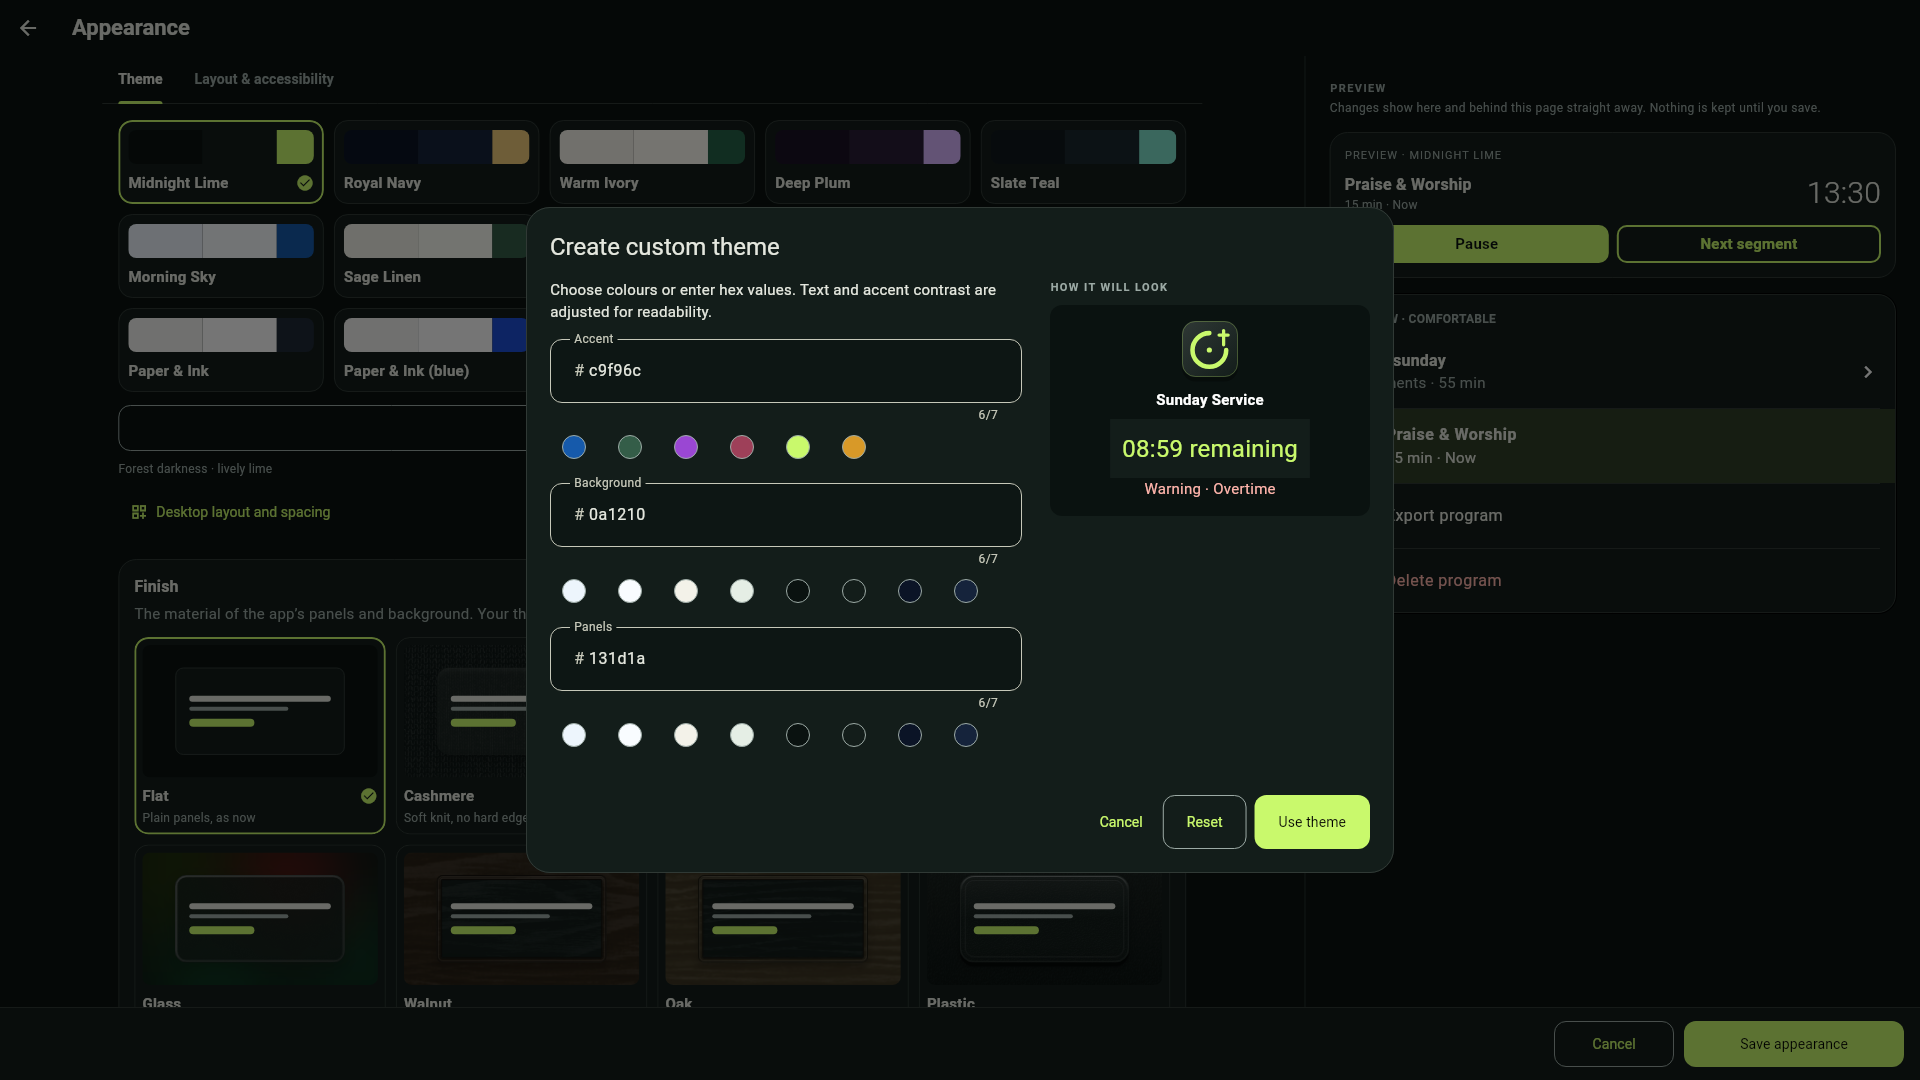 Appearance
Theme
Layout & accessibility
Midnight Lime
Royal Navy
Warm Ivory
Deep Plum
Slate Teal
Morning Sky
Sage Linen
Paper & Ink
Paper & Ink (blue)
Forest darkness · lively lime
Desktop layout and spacing
Finish
The material of the app's panels and background. Your th
Flat
Plain panels, as now
Cashmere
Soft knit, no hard edge
Glass
Walnut
Oak
Plastic
Create custom theme
Choose colours or enter hex values. Text and accent contrast are
adjusted for readability.
Accent
# c9f96c
6/7
Background
# 0a1210
6/7
Panels
# 131d1a
6/7
HOW IT WILL LOOK
Sunday Service
08:59 remaining
Warning · Overtime
Cancel
Reset
Use theme
PREVIEW
Changes show here and behind this page straight away. Nothing is kept until you save.
PREVIEW · MIDNIGHT LIME
Praise & Worship
13:30
15 min · Now
Pause
Next segment
· COMFORTABLE
sunday
· 55 min
Praise & Worship
5 min · Now
xport program
Delete program
Cancel
Save appearance